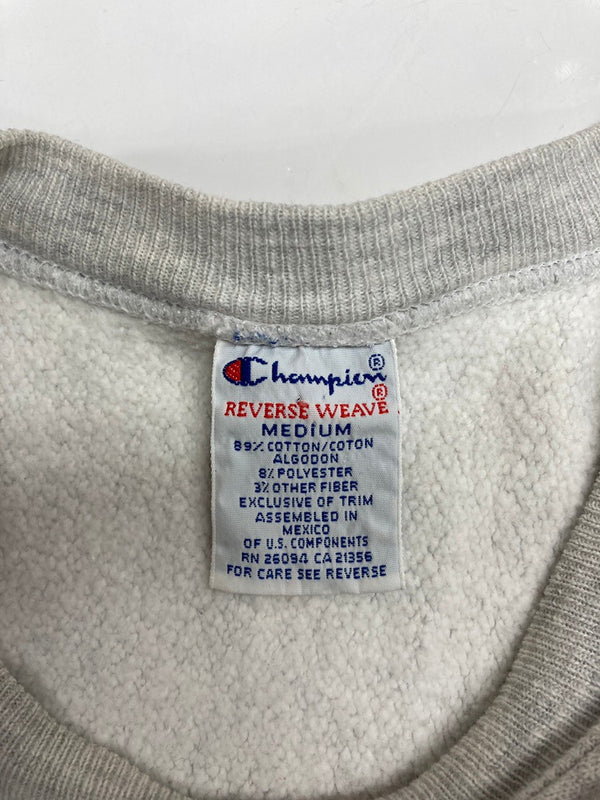 Champion®
REVERSE WEAVE®
MEDIUM
89% COTTON/COTON
ALGODON
8% POLYESTER
3% OTHER FIBER
EXCLUSIVE OF TRIM
ASSEMBLED IN
MEXICO
OF U.S. COMPONENTS
RN 26094 CA 21356
FOR CARE SEE REVERSE